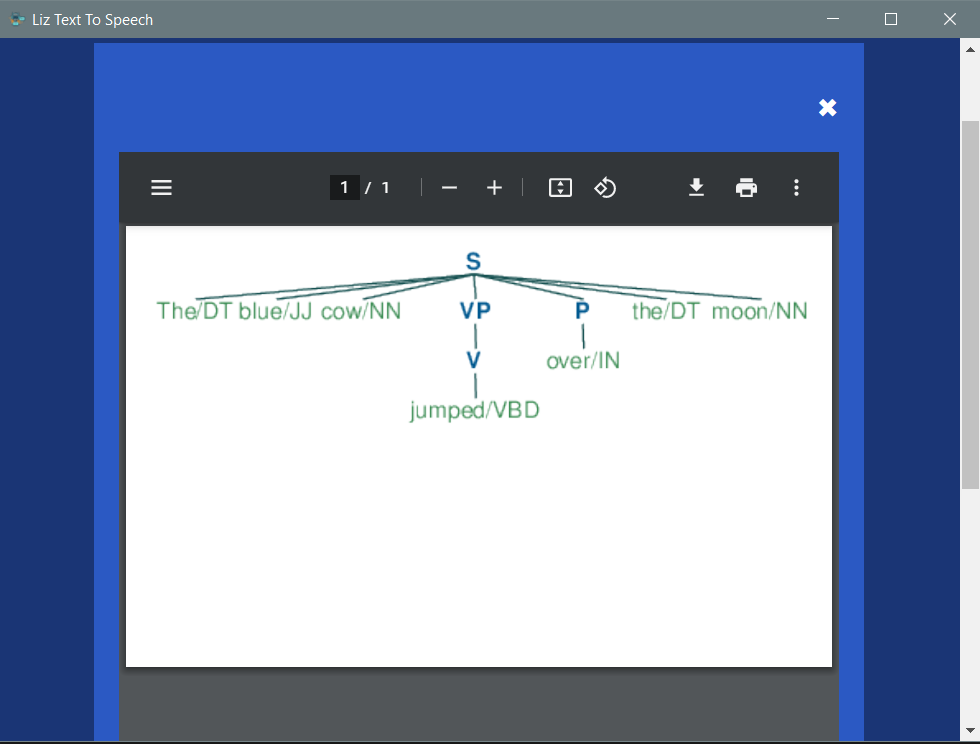 Liz Text To Speech
1 / 1
S
The/DT blue/JJ cow/NN VP P the/DT moon/NN
V over/IN
jumped/VBD